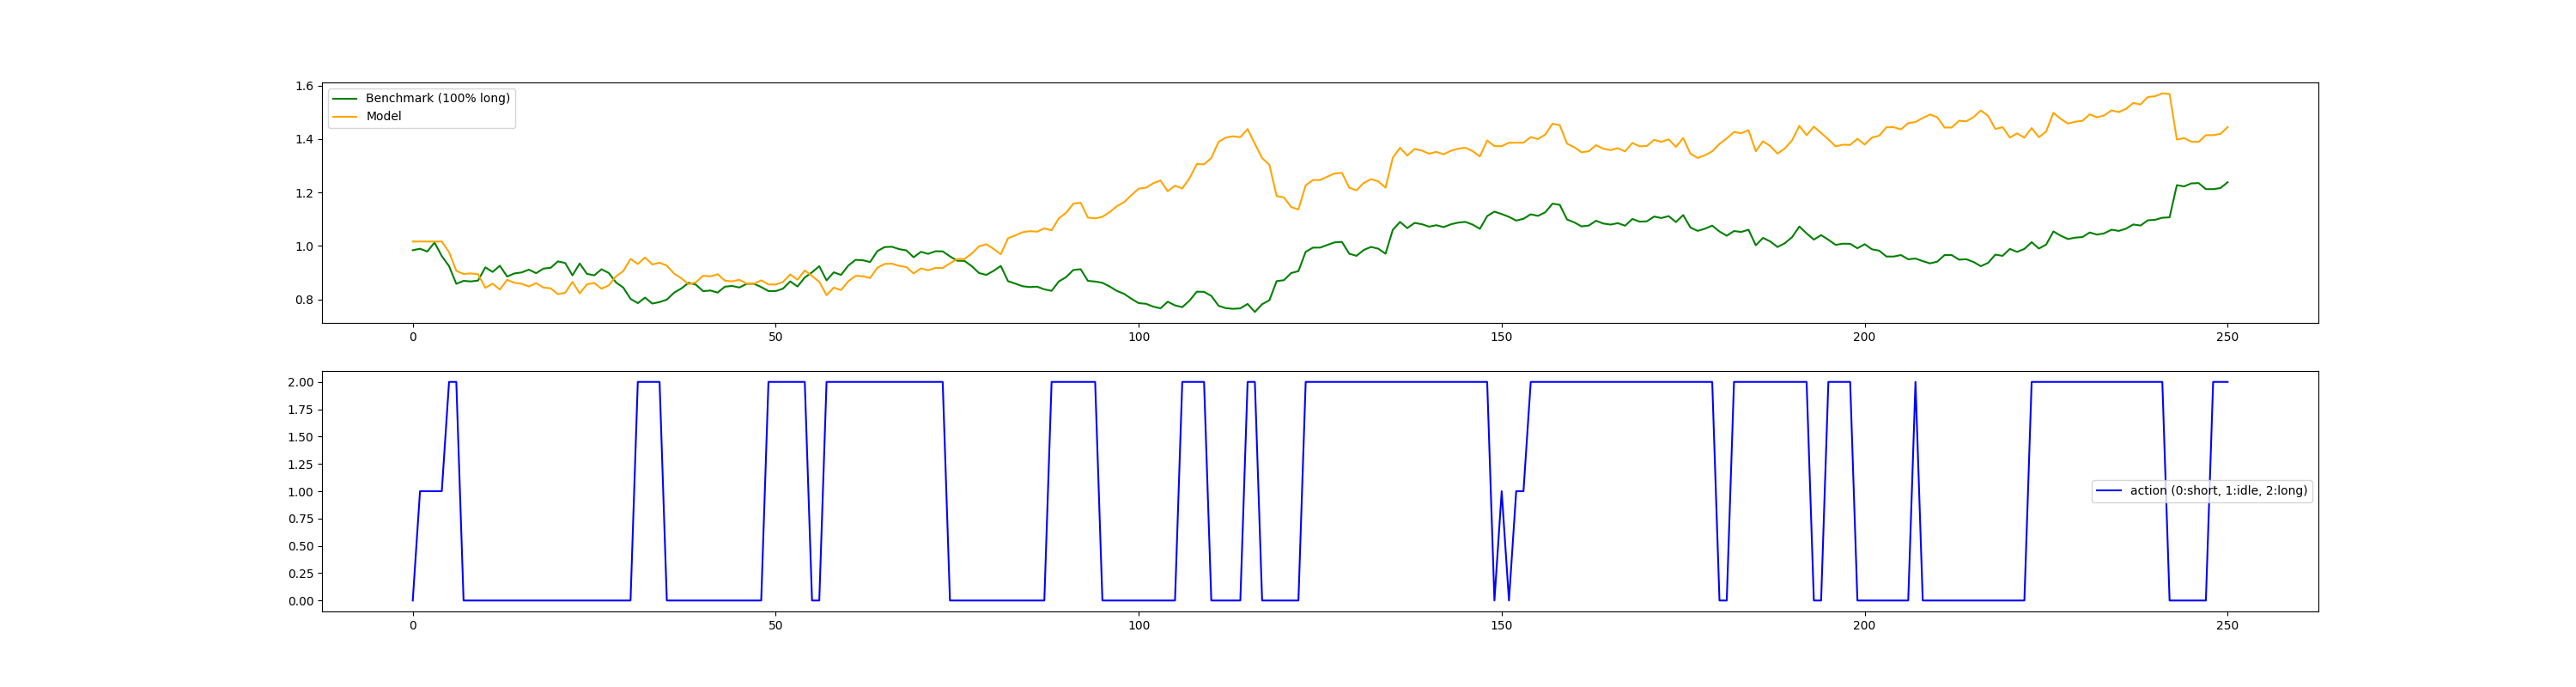 1.6
1.4
1.2
1.0
0.8
Benchmark (100% long)
Model
0 50 100 150 200 250
2.00
1.75
1.50
1.25
1.00
0.75
0.50
0.25
0.00
action (0:short, 1:idle, 2:long)
0 50 100 150 200 250